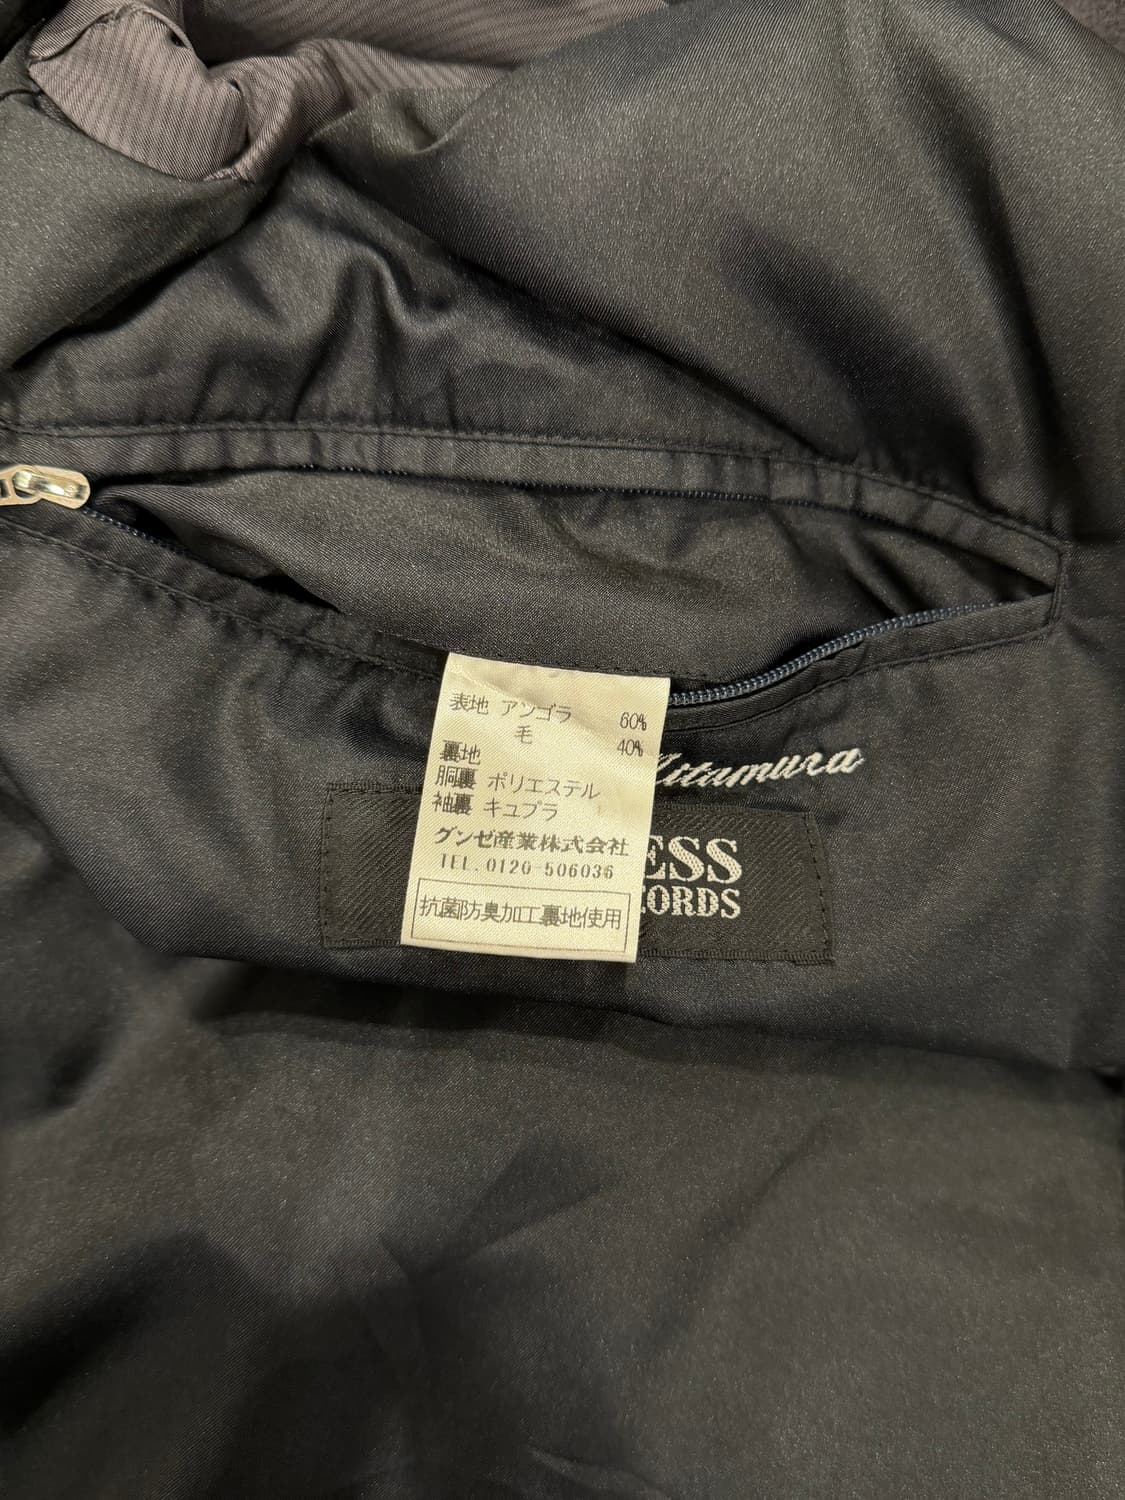 表地 アンゴラ 60%
毛 40%
裏地
胴裏 ポリエステル
袖裏 キュプラ
グンゼ産業株式会社
TEL. 0120-506036
抗菌防臭加工裏地使用
Kitamura
ESS
ORDS